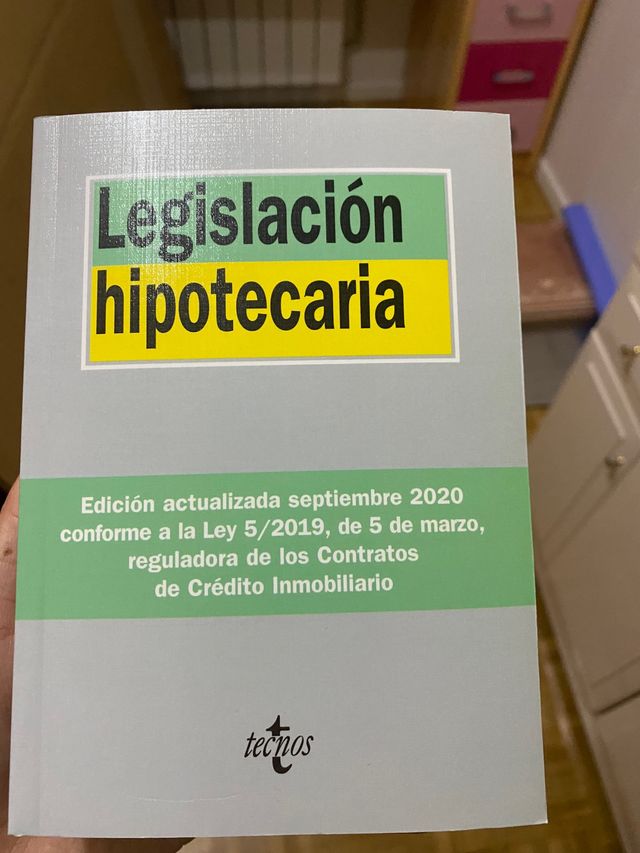 Legislación
hipotecaria
Edición actualizada septiembre 2020
conforme a la Ley 5/2019, de 5 de marzo,
reguladora de los Contratos
de Crédito Inmobiliario
tecnos